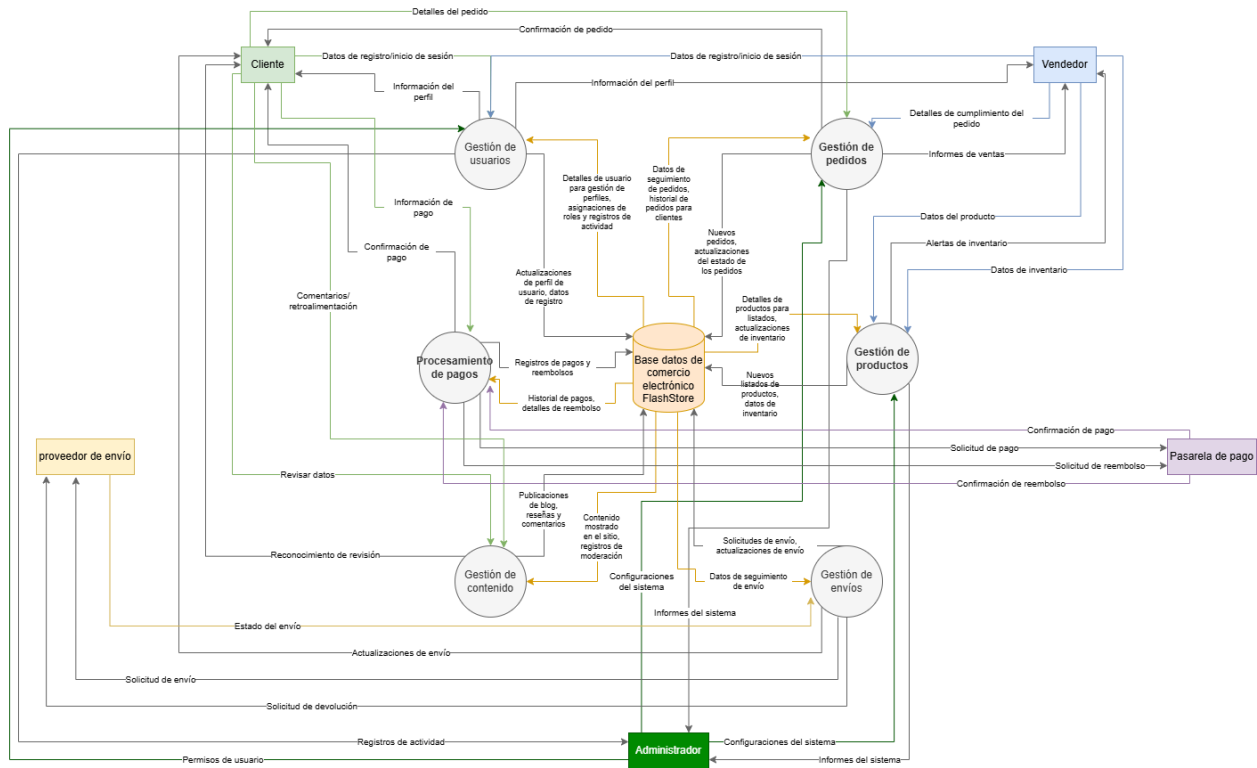 Detalles del pedido
Confirmación de pedido
Cliente
Datos de registro/inicio de sesión
Datos de registro/inicio de sesión
Vendedor
Información del
perfil
Información del perfil
Detalles de cumplimiento del
pedido
Gestión de
usuarios
Gestión de
pedidos
Informes de ventas
Detalles de usuario
para gestión de
perfiles,
asignaciones de
roles y registros de
actividad
Datos de
seguimiento
de pedidos,
historial de
pedidos para
clientes
Información de
pago
Datos del producto
Nuevos
pedidos,
actualizaciones
del estado de
los pedidos
Alertas de inventario
Confirmación de
pago
Actualizaciones
de perfil de
usuario, datos
de registro
Datos de inventario
Comentarios/
retroalimentación
Detalles de
productos para
listados,
actualizaciones
de inventario
Procesamiento
de pagos
Registros de pagos y
reembolsos
Base datos de
comercio
electrónico
FlashStore
Gestión de
productos
Historial de pagos,
detalles de reembolso
Nuevos
listados de
productos,
datos de
inventario
Confirmación de pago
proveedor de envío
Solicitud de pago
Pasarela de pago
Solicitud de reembolso
Revisar datos
Confirmación de reembolso
Publicaciones
de blog,
reseñas y
comentarios
Contenido
mostrado
en el sitio,
registros de
moderación
Solicitudes de envío,
actualizaciones de envío
Reconocimiento de revisión
Gestión de
contenido
Configuraciones
del sistema
Datos de seguimiento
de envío
Gestión de
envíos
Informes del sistema
Estado del envío
Actualizaciones de envío
Solicitud de envío
Solicitud de devolución
Registros de actividad
Administrador
Configuraciones del sistema
Permisos de usuario
Informes del sistema